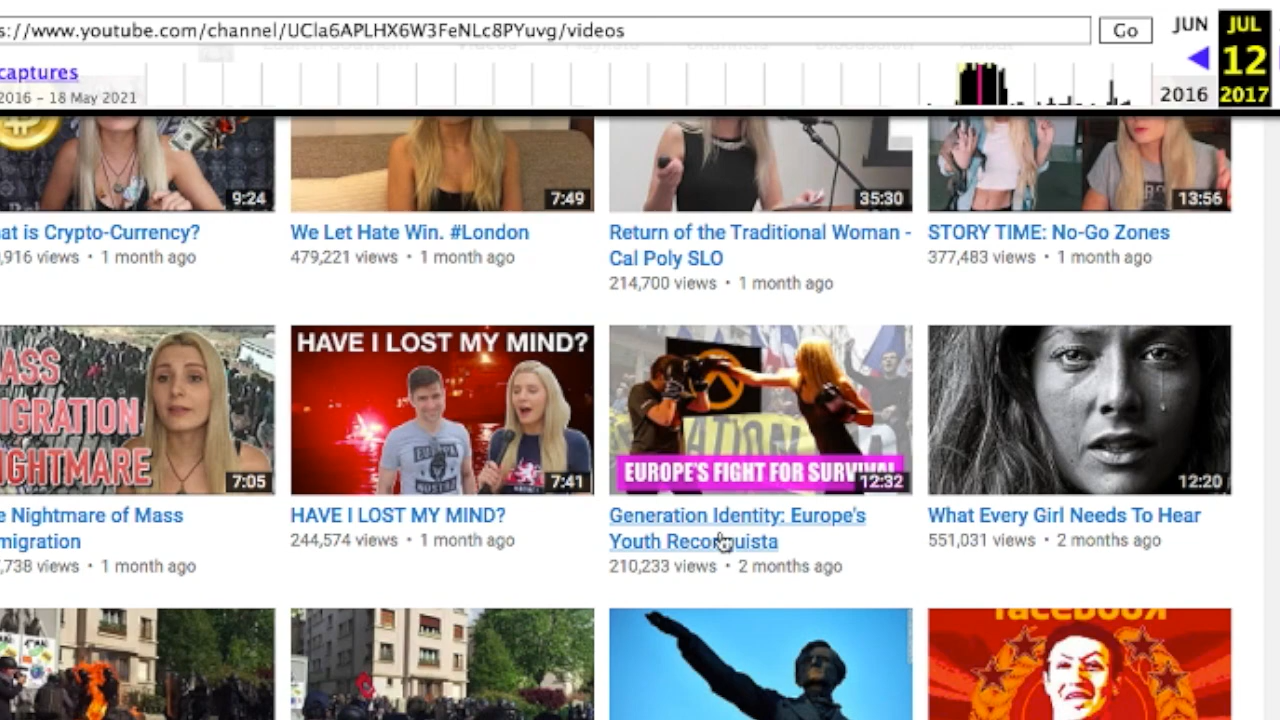 s://www.youtube.com/channel/UCla6APLHX6W3FeNLc8PYuvg/videos
Go
JUN
JUL
captures
12
2016 – 18 May 2021
2016
2017
9:24
7:49
35:30
13:56
at is Crypto-Currency?
We Let Hate Win. #London
Return of the Traditional Woman -
Cal Poly SLO
STORY TIME: No-Go Zones
,916 views • 1 month ago
479,221 views • 1 month ago
214,700 views • 1 month ago
377,483 views • 1 month ago
ASS
IGRATION
IGHTMARE
7:05
HAVE I LOST MY MIND?
EUROPA
NOSTRA
7:41
EUROPE'S FIGHT FOR SURVIVAL
12:32
12:20
e Nightmare of Mass
migration
,738 views • 1 month ago
HAVE I LOST MY MIND?
244,574 views • 1 month ago
Generation Identity: Europe's
Youth Reconquista
210,233 views • 2 months ago
What Every Girl Needs To Hear
551,031 views • 2 months ago
facebook